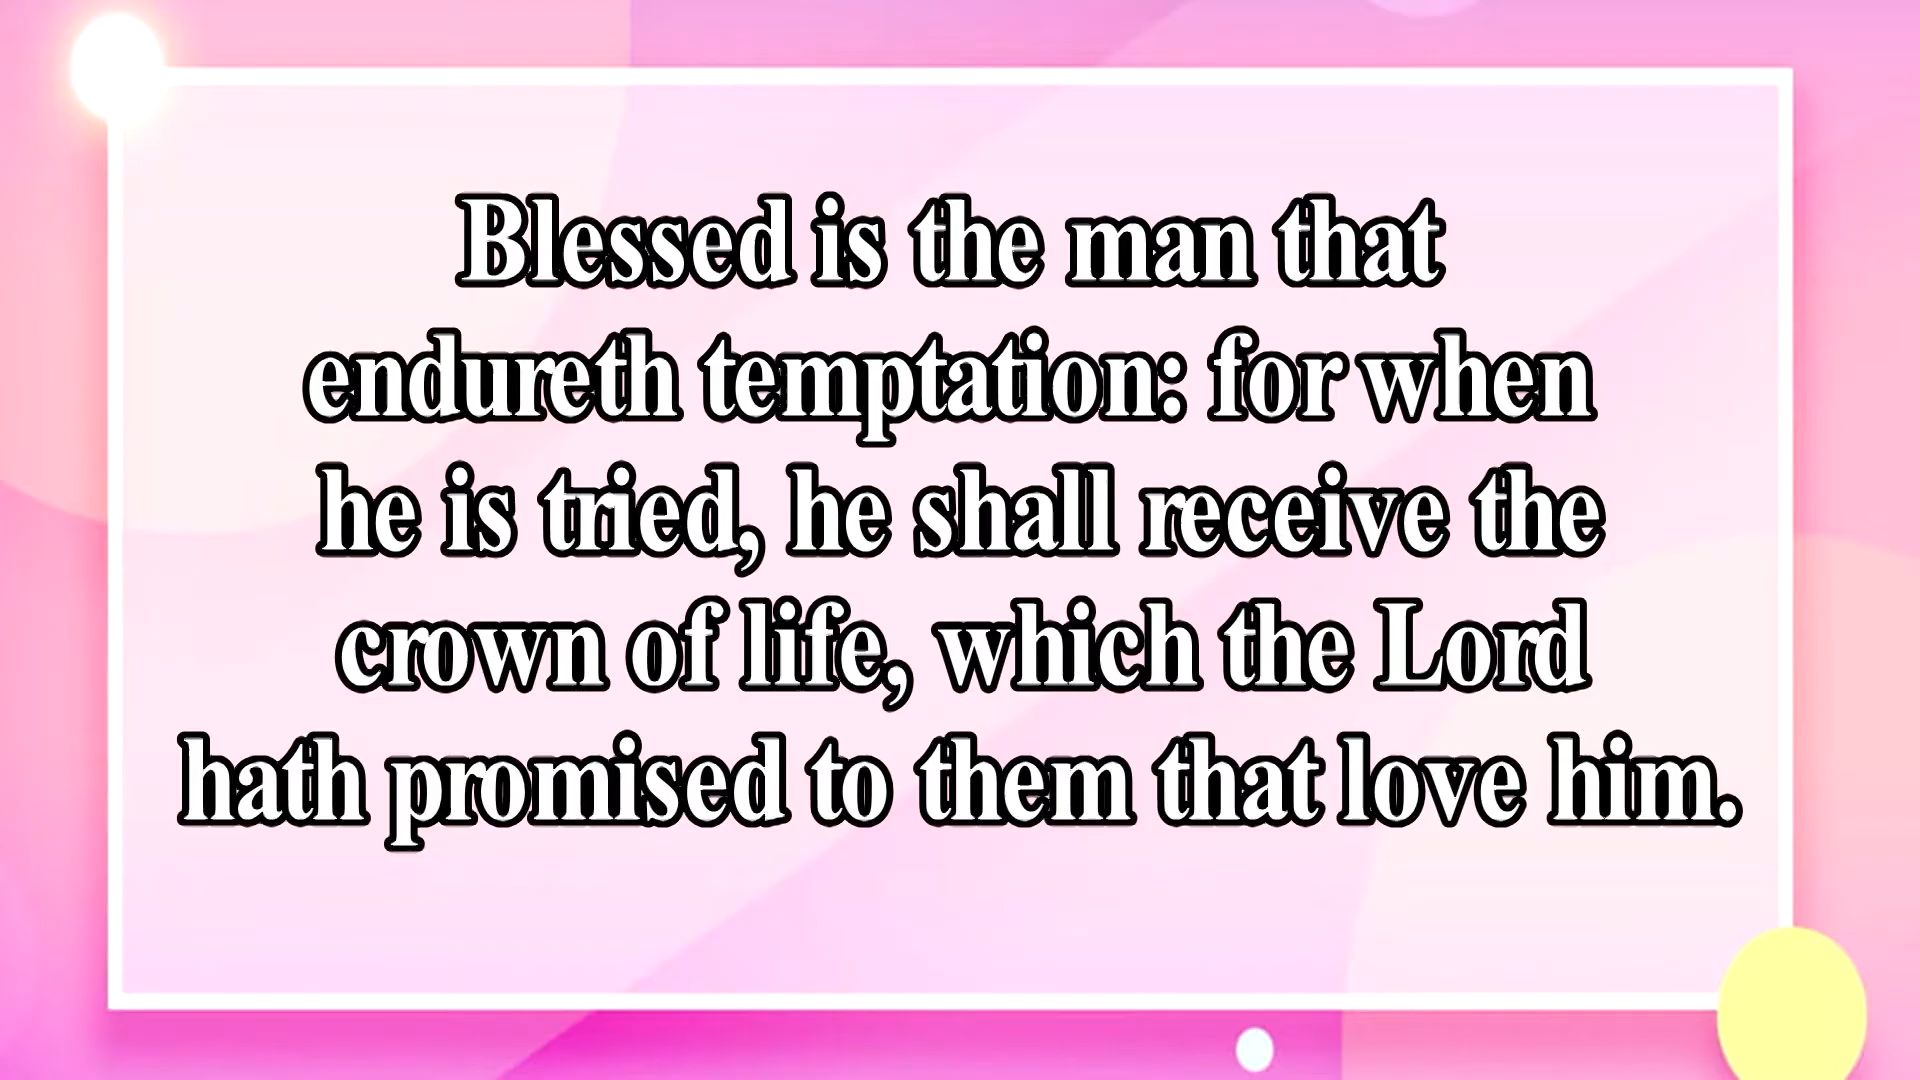 Blessed is the man that
endureth temptation: for when
he is tried, he shall receive the
crown of life, which the Lord
hath promised to them that love him.